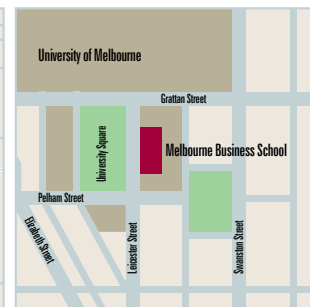 University of Melbourne
Grattan Street
University Square
Melbourne Business School
Pelham Street
Elizabeth Street
Leicester Street
Swanston Street